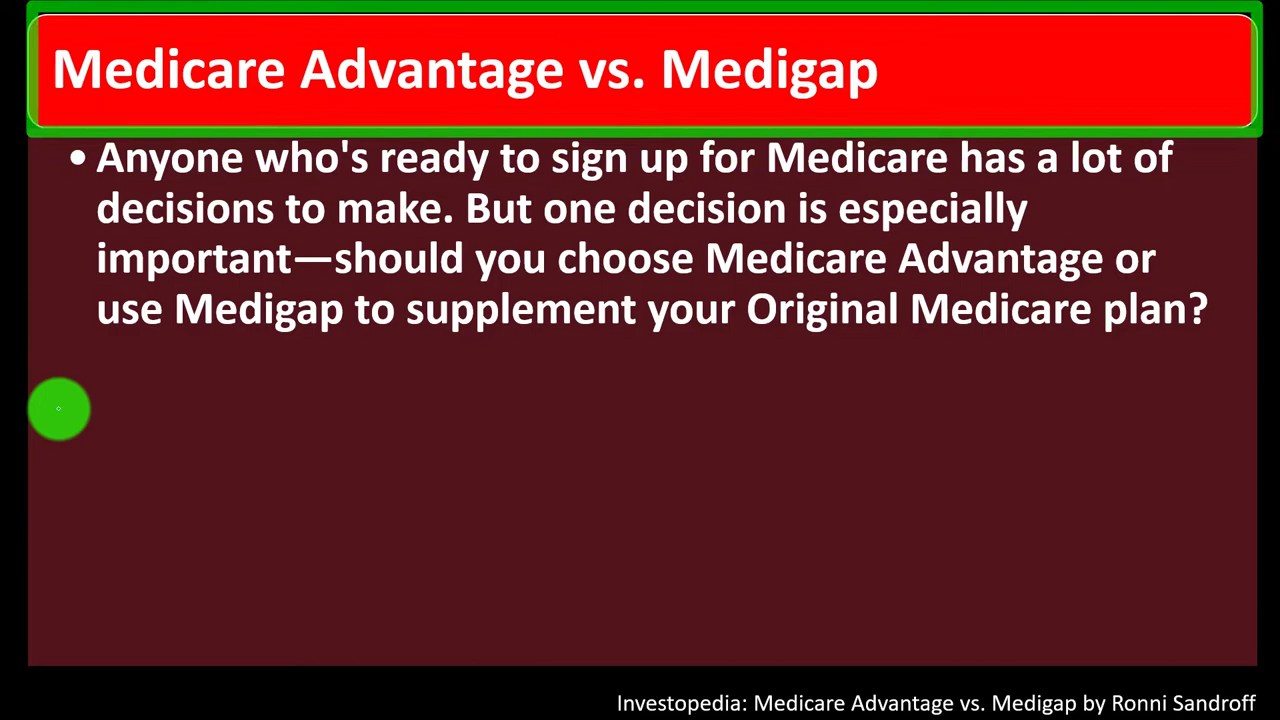 Medicare Advantage vs. Medigap
• Anyone who's ready to sign up for Medicare has a lot of
decisions to make. But one decision is especially
important—should you choose Medicare Advantage or
use Medigap to supplement your Original Medicare plan?
Investopedia: Medicare Advantage vs. Medigap by Ronni Sandroff